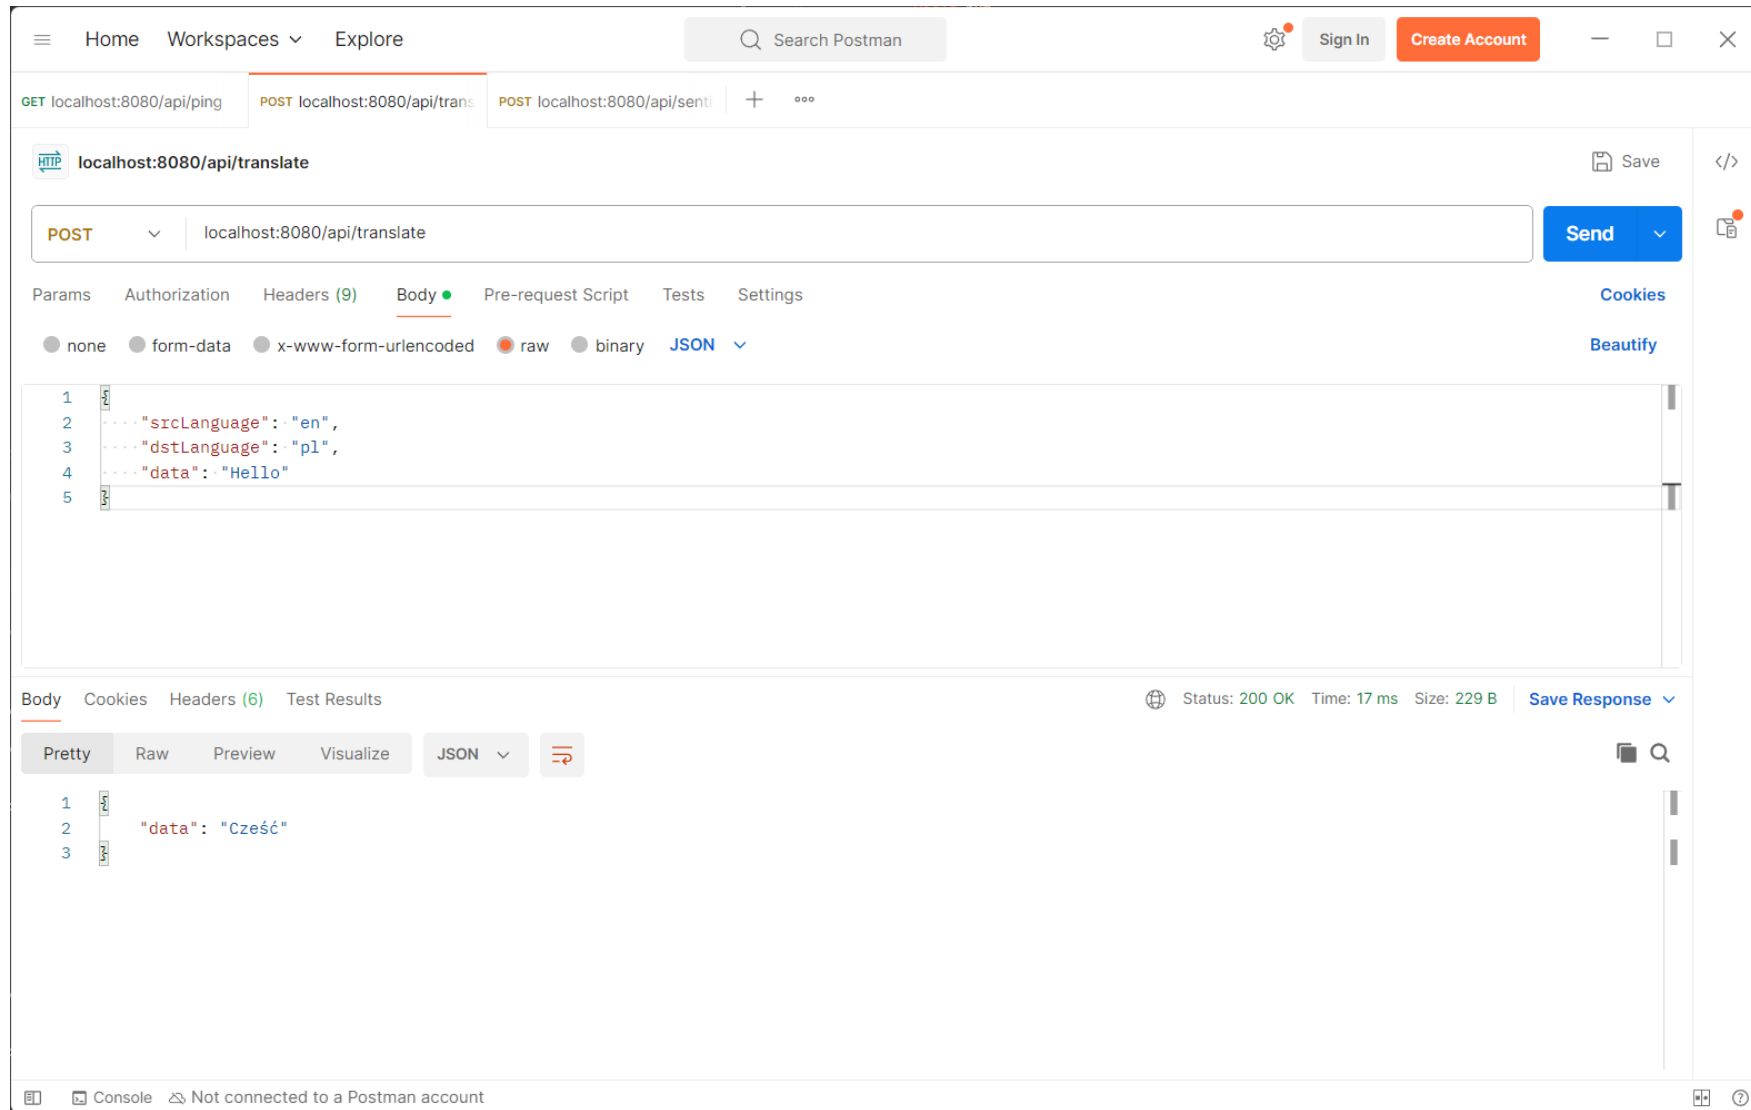 Home Workspaces Explore Search Postman Sign In Create Account
GET localhost:8080/api/ping POST localhost:8080/api/trans POST localhost:8080/api/senti
HTTP localhost:8080/api/translate Save </>
POST localhost:8080/api/translate Send
Params Authorization Headers (9) Body Pre-request Script Tests Settings Cookies
none form-data x-www-form-urlencoded raw binary JSON Beautify
1 {
2 "srcLanguage": "en",
3 "dstLanguage": "pl",
4 "data": "Hello"
5 }
Body Cookies Headers (6) Test Results Status: 200 OK Time: 17 ms Size: 229 B Save Response
Pretty Raw Preview Visualize JSON
1 {
2 "data": "Cześć"
3 }
Console Not connected to a Postman account